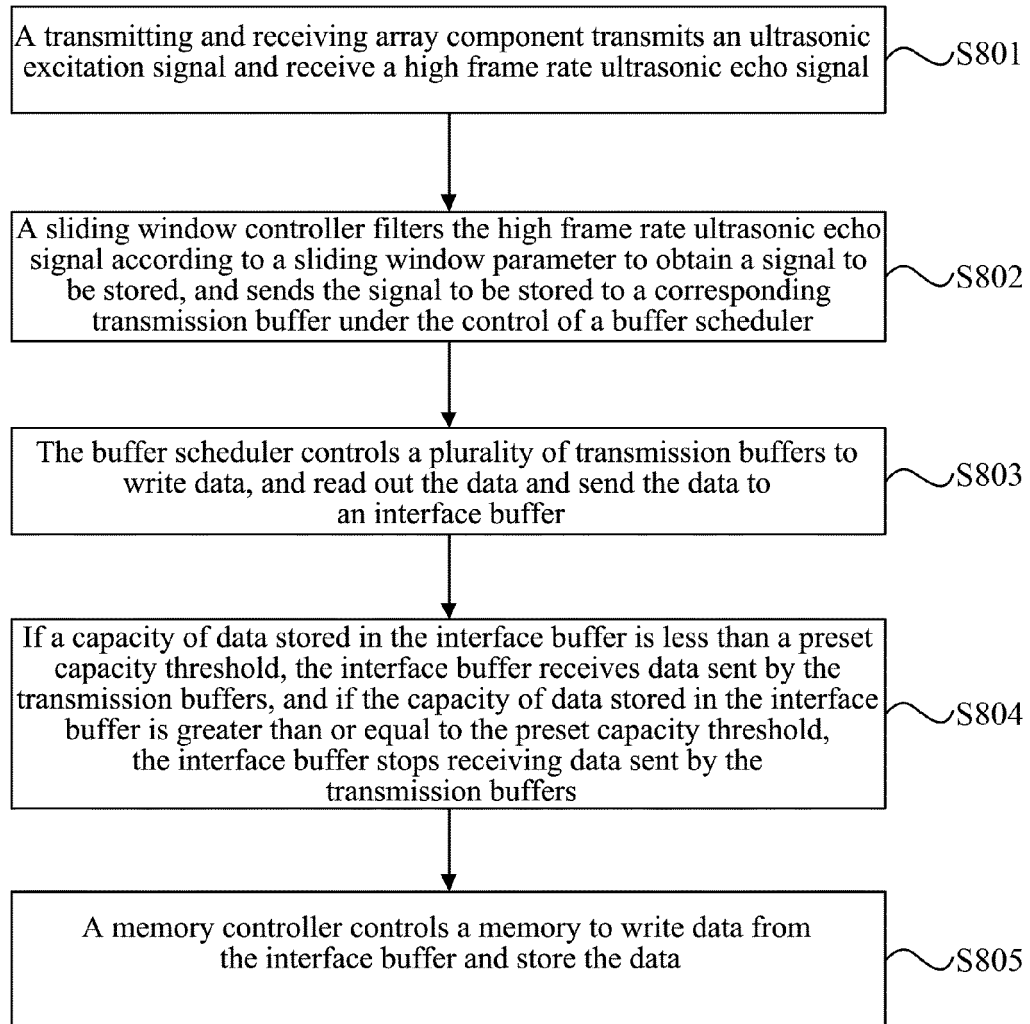 A transmitting and receiving array component transmits an ultrasonic
excitation signal and receive a high frame rate ultrasonic echo signal
S801
A sliding window controller filters the high frame rate ultrasonic echo
signal according to a sliding window parameter to obtain a signal to
be stored, and sends the signal to be stored to a corresponding
transmission buffer under the control of a buffer scheduler
S802
The buffer scheduler controls a plurality of transmission buffers to
write data, and read out the data and send the data to
an interface buffer
S803
If a capacity of data stored in the interface buffer is less than a preset
capacity threshold, the interface buffer receives data sent by the
transmission buffers, and if the capacity of data stored in the interface
buffer is greater than or equal to the preset capacity threshold,
the interface buffer stops receiving data sent by the
transmission buffers
S804
A memory controller controls a memory to write data from
the interface buffer and store the data
S805